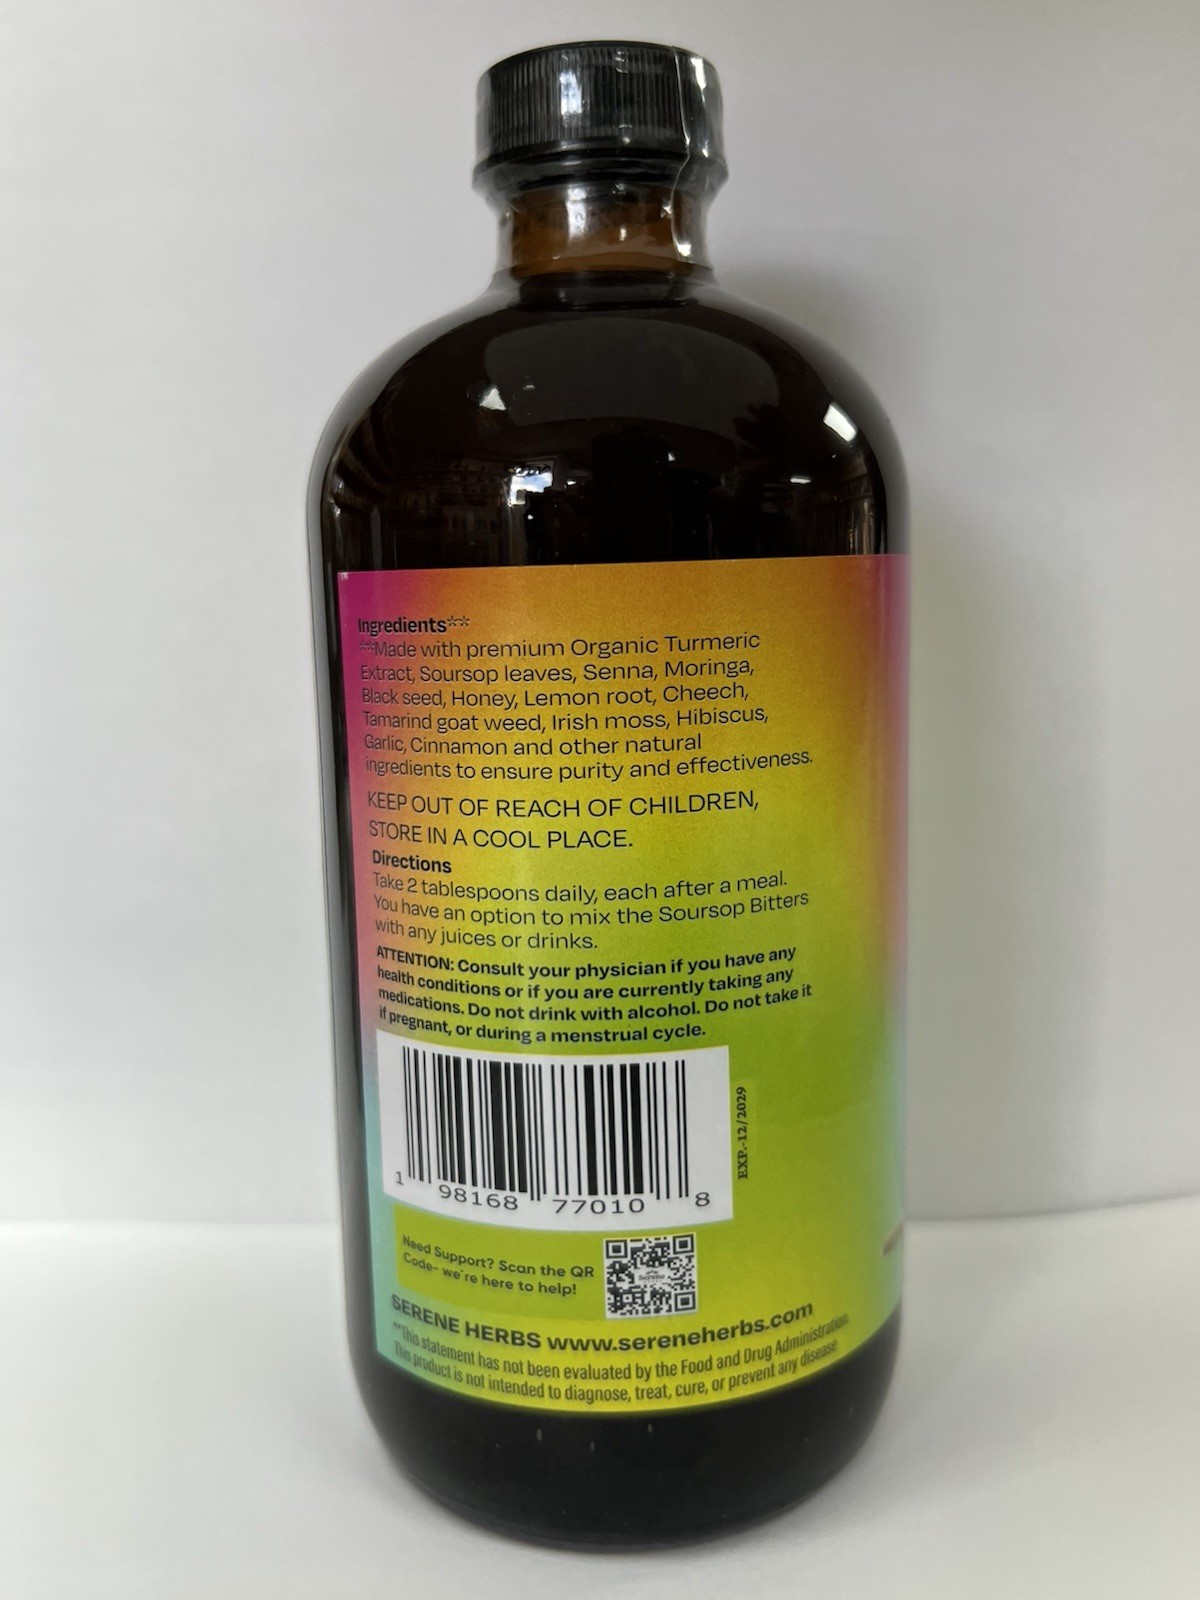 Ingredients**
**Made with premium Organic Turmeric
Extract, Soursop leaves, Senna, Moringa,
Black seed, Honey, Lemon root, Cheech,
Tamarind goat weed, Irish moss, Hibiscus,
Garlic, Cinnamon and other natural
ingredients to ensure purity and effectiveness.
KEEP OUT OF REACH OF CHILDREN,
STORE IN A COOL PLACE.
Directions
Take 2 tablespoons daily, each after a meal.
You have an option to mix the Soursop Bitters
with any juices or drinks.
ATTENTION: Consult your physician if you have any
health conditions or if you are currently taking any
medications. Do not drink with alcohol. Do not take it
if pregnant, or during a menstrual cycle.
1 98168 77010 8
EXP.-12/2029
Need Support? Scan the QR
Code- we're here to help!
Serene
SERENE HERBS www.sereneherbs.com
**This statement has not been evaluated by the Food and Drug Administration.
This product is not intended to diagnose, treat, cure, or prevent any disease